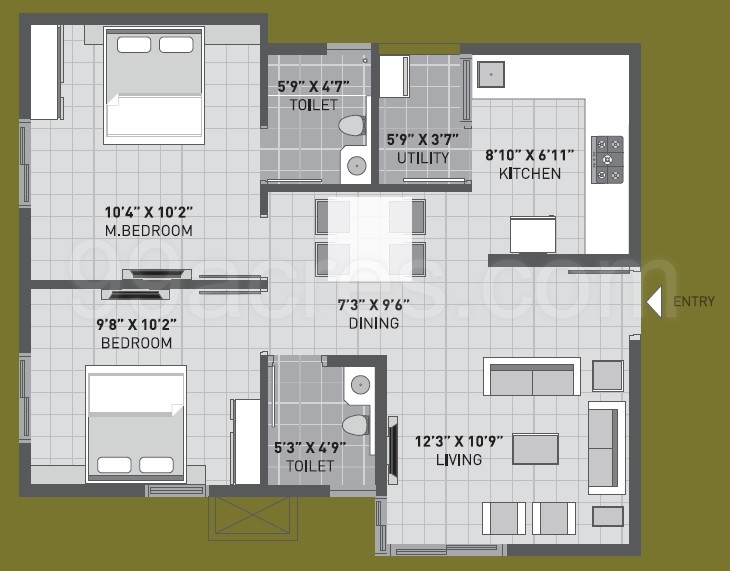 5'9" X 4'7"
TOILET
5'9" X 3'7"
UTILITY
8'10" X 6'11"
KITCHEN
10'4" X 10'2"
M.BEDROOM
99acres.com
ENTRY
7'3" X 9'6"
DINING
9'8" X 10'2"
BEDROOM
5'3" X 4'9"
TOILET
12'3" X 10'9"
LIVING